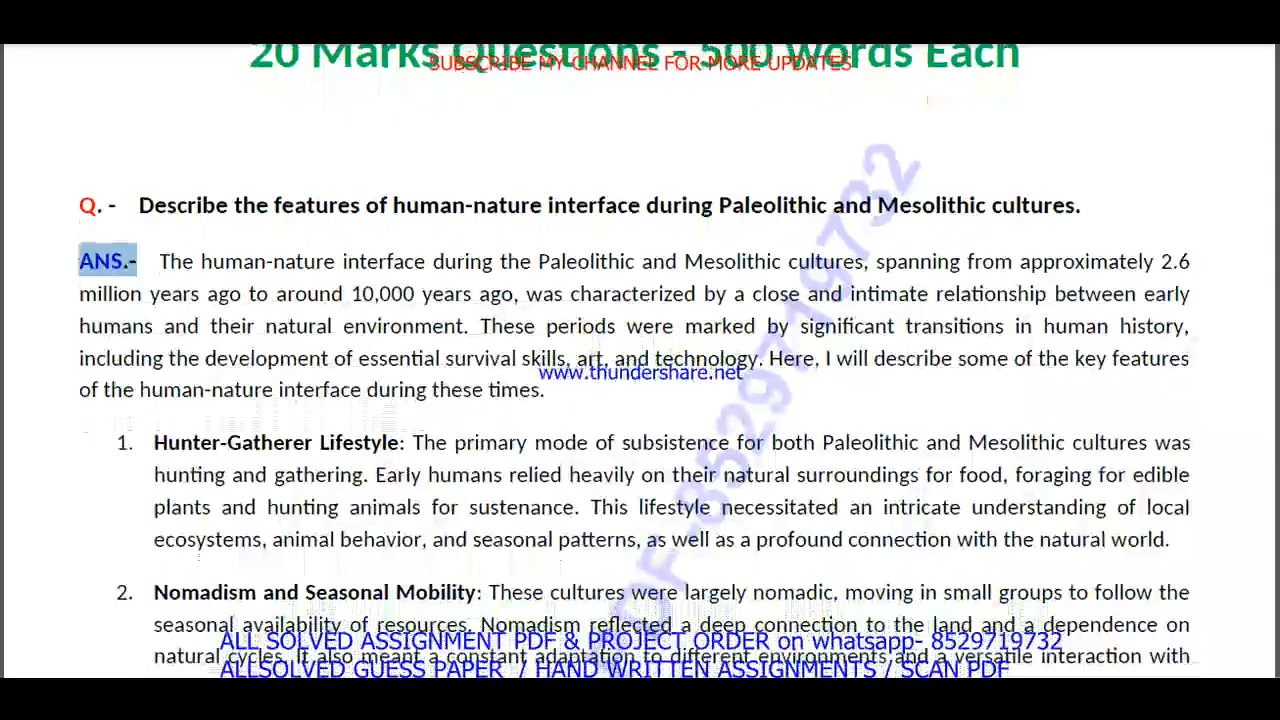 20 Marks Questions - 500 words Each
SUBSCRIBE MY CHANNEL FOR MORE UPDATES
Q. - Describe the features of human-nature interface during Paleolithic and Mesolithic cultures.
ANS.- The human-nature interface during the Paleolithic and Mesolithic cultures, spanning from approximately 2.6
million years ago to around 10,000 years ago, was characterized by a close and intimate relationship between early
humans and their natural environment. These periods were marked by significant transitions in human history,
including the development of essential survival skills, art, and technology. Here, I will describe some of the key features
www.thundershare.net
of the human-nature interface during these times.
1. Hunter-Gatherer Lifestyle: The primary mode of subsistence for both Paleolithic and Mesolithic cultures was
hunting and gathering. Early humans relied heavily on their natural surroundings for food, foraging for edible
plants and hunting animals for sustenance. This lifestyle necessitated an intricate understanding of local
ecosystems, animal behavior, and seasonal patterns, as well as a profound connection with the natural world.
2. Nomadism and Seasonal Mobility: These cultures were largely nomadic, moving in small groups to follow the
seasonal availability of resources. Nomadism reflected a deep connection to the land and a dependence on
ALL SOLVED ASSIGNMENT PDF & PROJECT ORDER on whatsapp- 8529719732
natural cycles. It also meant a constant adaptation to different environments and a versatile interaction with
ALLSOLVED GUESS PAPER / HAND WRITTEN ASSIGNMENTS / SCAN PDF
PDF-8529719732